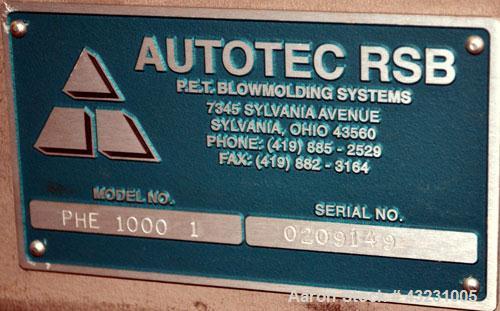 AUTOTEC RSB
P.E.T. BLOWMOLDING SYSTEMS
7345 SYLVANIA AVENUE
SYLVANIA, OHIO 43560
PHONE: (419) 885 - 2529
FAX: (419) 882 - 3164
MODEL NO.
PHE 1000 1
SERIAL NO.
0209149
Aaron Stock# 43231005